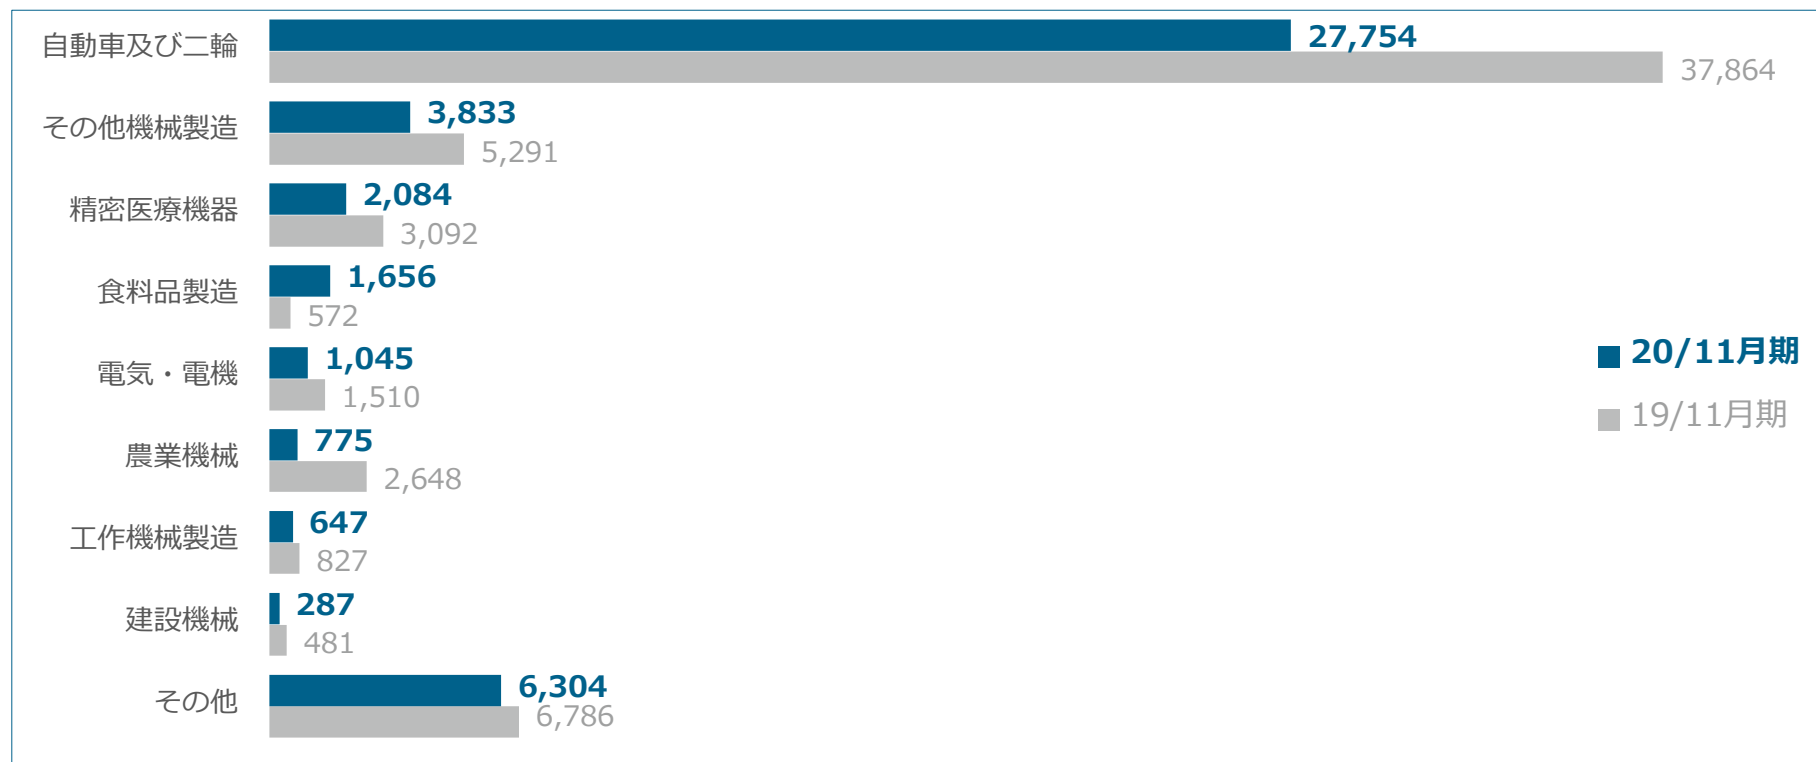 自動車及び二輪
27,754
37,864
その他機械製造
3,833
5,291
精密医療機器
2,084
3,092
食料品製造
1,656
572
電気・電機
1,045
1,510
農業機械
775
2,648
工作機械製造
647
827
建設機械
287
481
その他
6,304
6,786
20/11月期
19/11月期